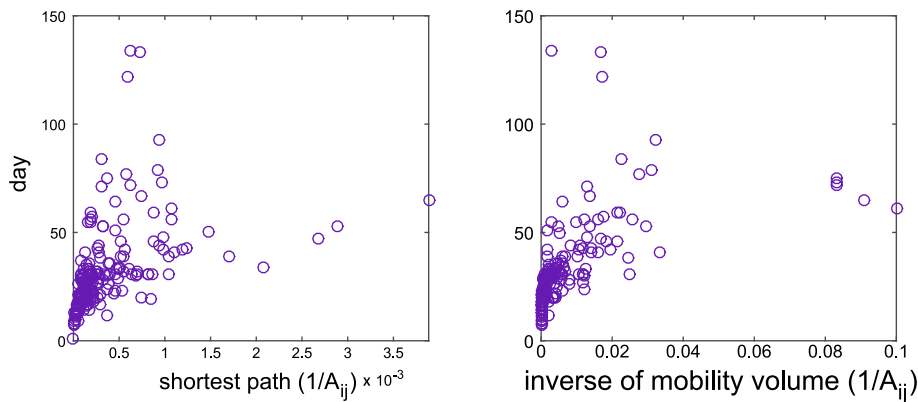 150
100
50
0
day
0.5 1 1.5 2 2.5 3 3.5
shortest path (1/A_ij) × 10^-3
150
100
50
0
0 0.02 0.04 0.06 0.08 0.1
inverse of mobility volume (1/A_ij)